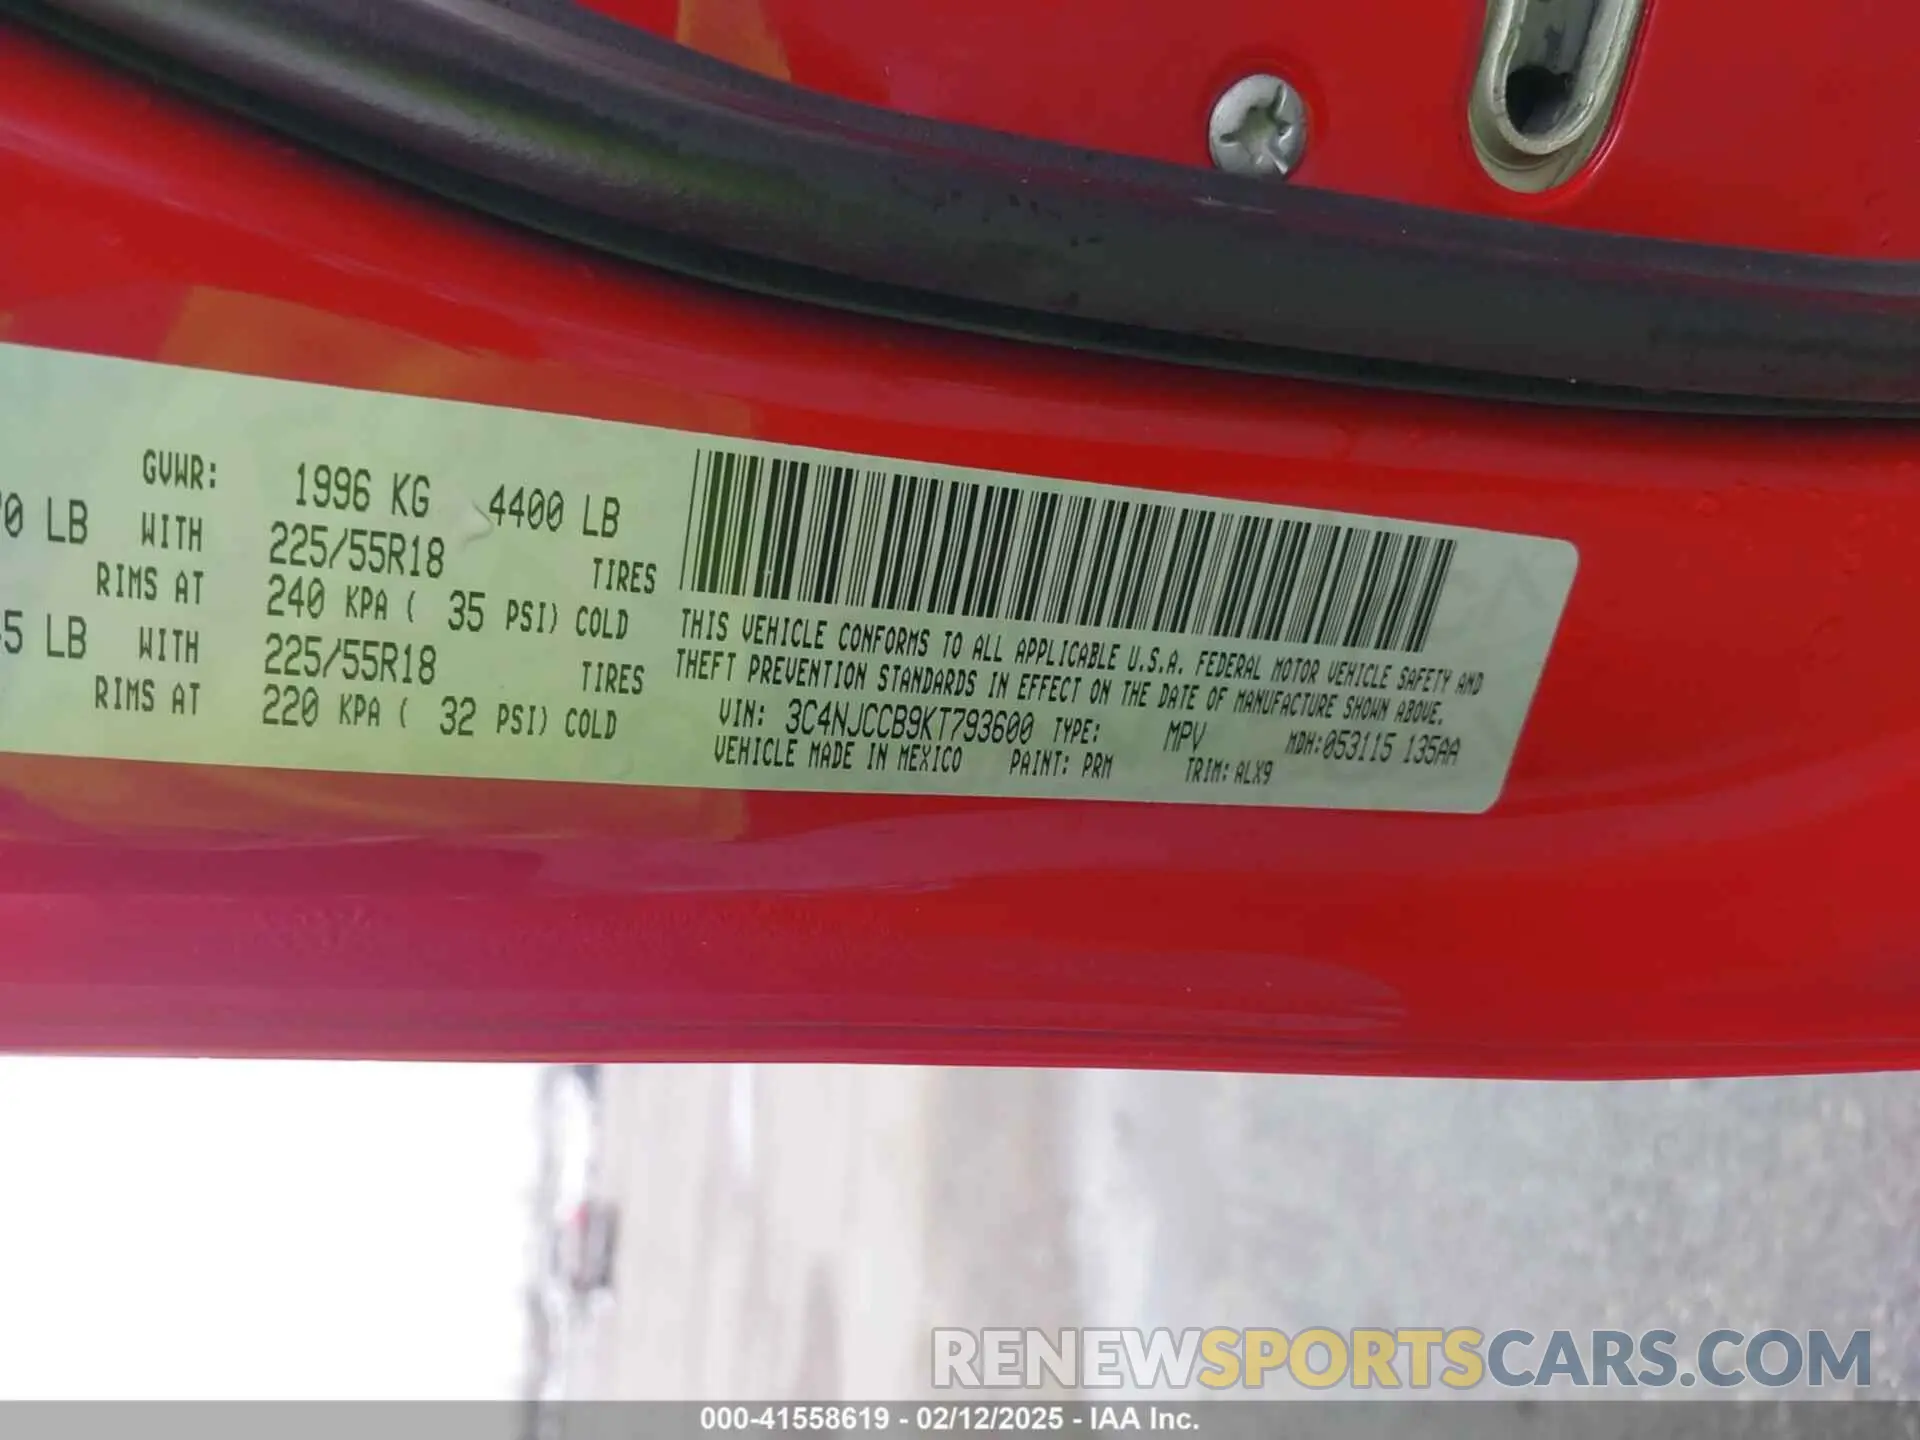 GVWR: 1996 KG 4400 LB
0 LB WITH 225/55R18 TIRES
RIMS AT 240 KPA ( 35 PSI) COLD
5 LB WITH 225/55R18 TIRES
RIMS AT 220 KPA ( 32 PSI) COLD
THIS VEHICLE CONFORMS TO ALL APPLICABLE U.S.A. FEDERAL MOTOR VEHICLE SAFETY AND
THEFT PREVENTION STANDARDS IN EFFECT ON THE DATE OF MANUFACTURE SHOWN ABOVE.
VIN: 3C4NJCCB9KT793600 TYPE: MPV MDH:053115 135AA
VEHICLE MADE IN MEXICO PAINT: PRM TRIM: ALX9
RENEWSPORTSCARS.COM
000-41558619 - 02/12/2025 - IAA Inc.